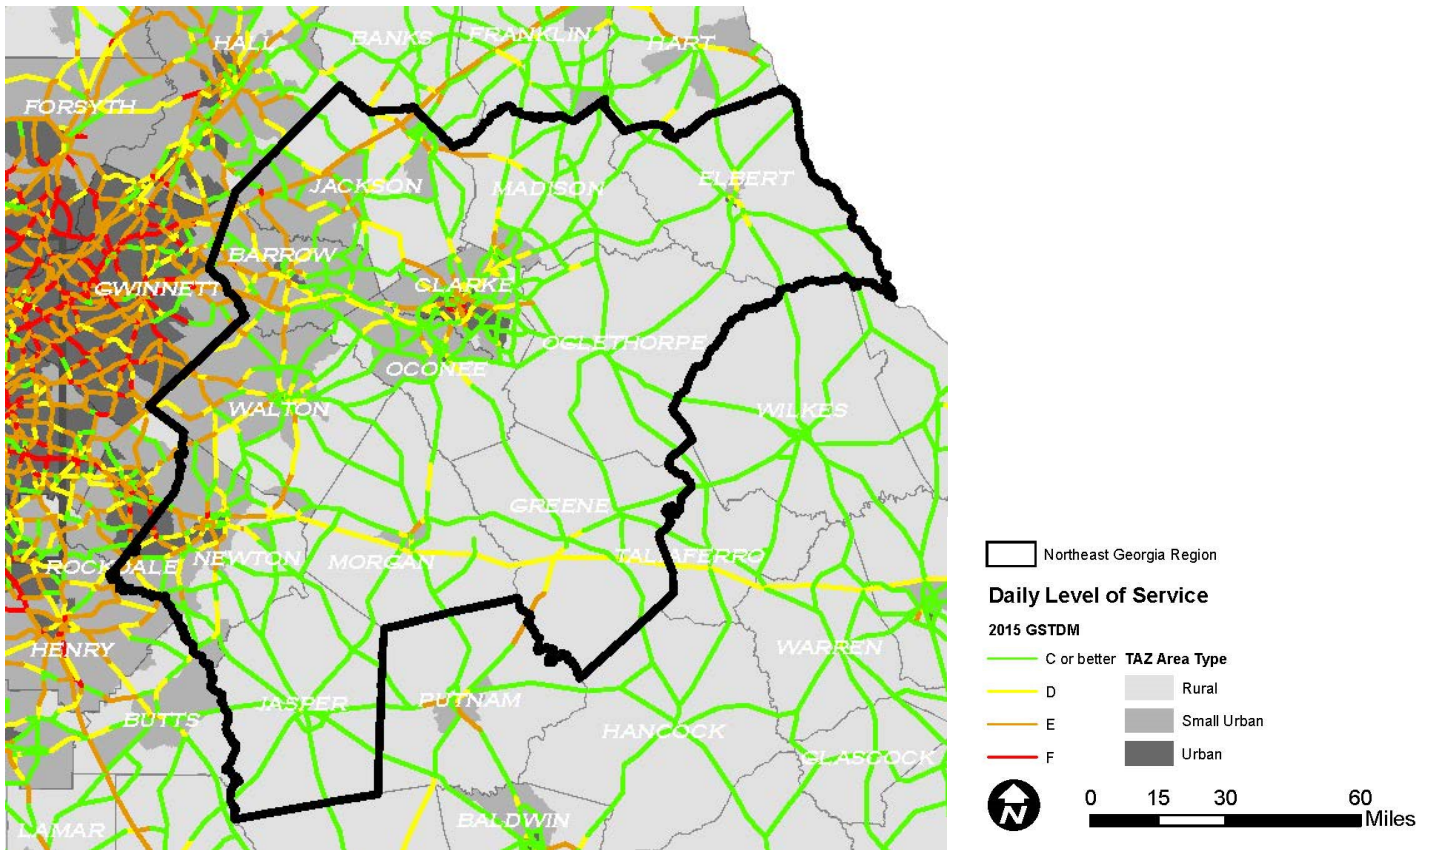 HALL
BANKS
FRANKLIN
HART
FORSYTH
JACKSON
MADISON
ELBERT
BARROW
GWINNETT
CLARKE
OGLETHORPE
OCONEE
WALTON
WILKES
GREENE
ROCKDALE
NEWTON
MORGAN
TALIAFERRO
HENRY
WARREN
JASPER
PUTNAM
BUTTS
HANCOCK
GLASCOCK
LAMAR
BALDWIN
Northeast Georgia Region
Daily Level of Service
2015 GSTDM
C or better TAZ Area Type
D Rural
E Small Urban
F Urban
N
0 15 30 60
Miles